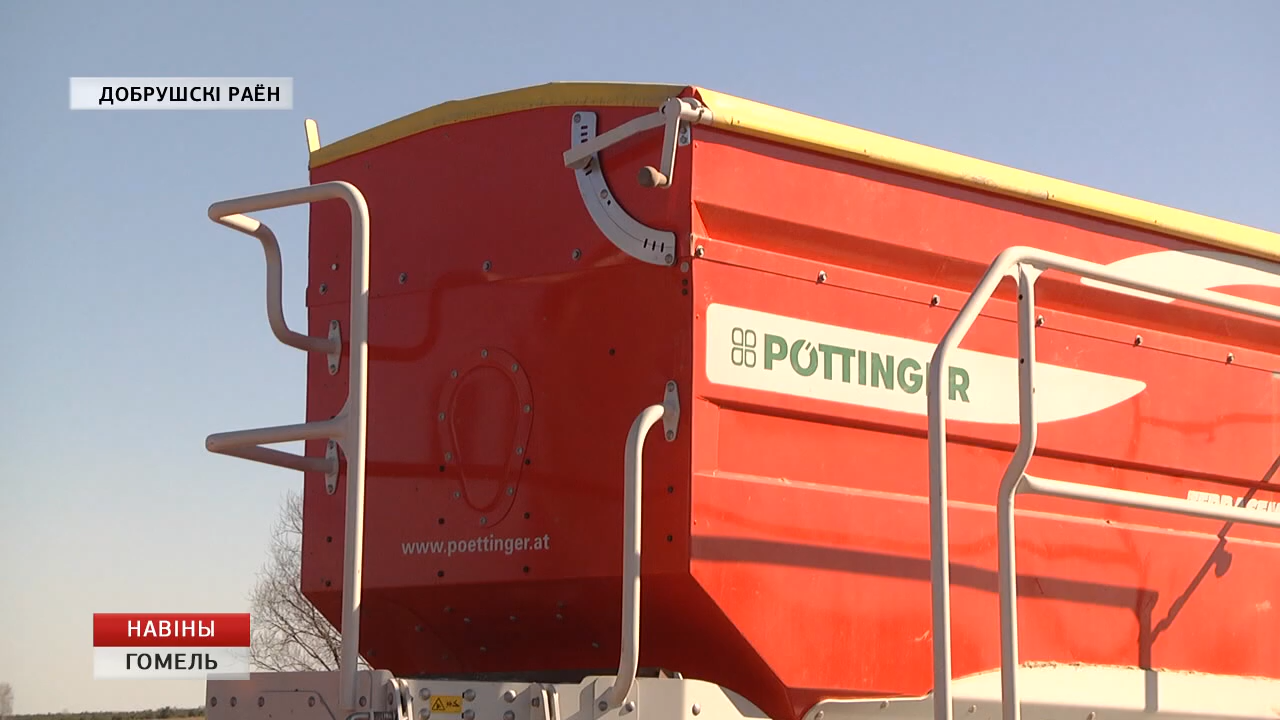 ДОБРУШСКІ РАЁН
PÖTTINGER
www.poettinger.at
НАВІНЫ
ГОМЕЛЬ